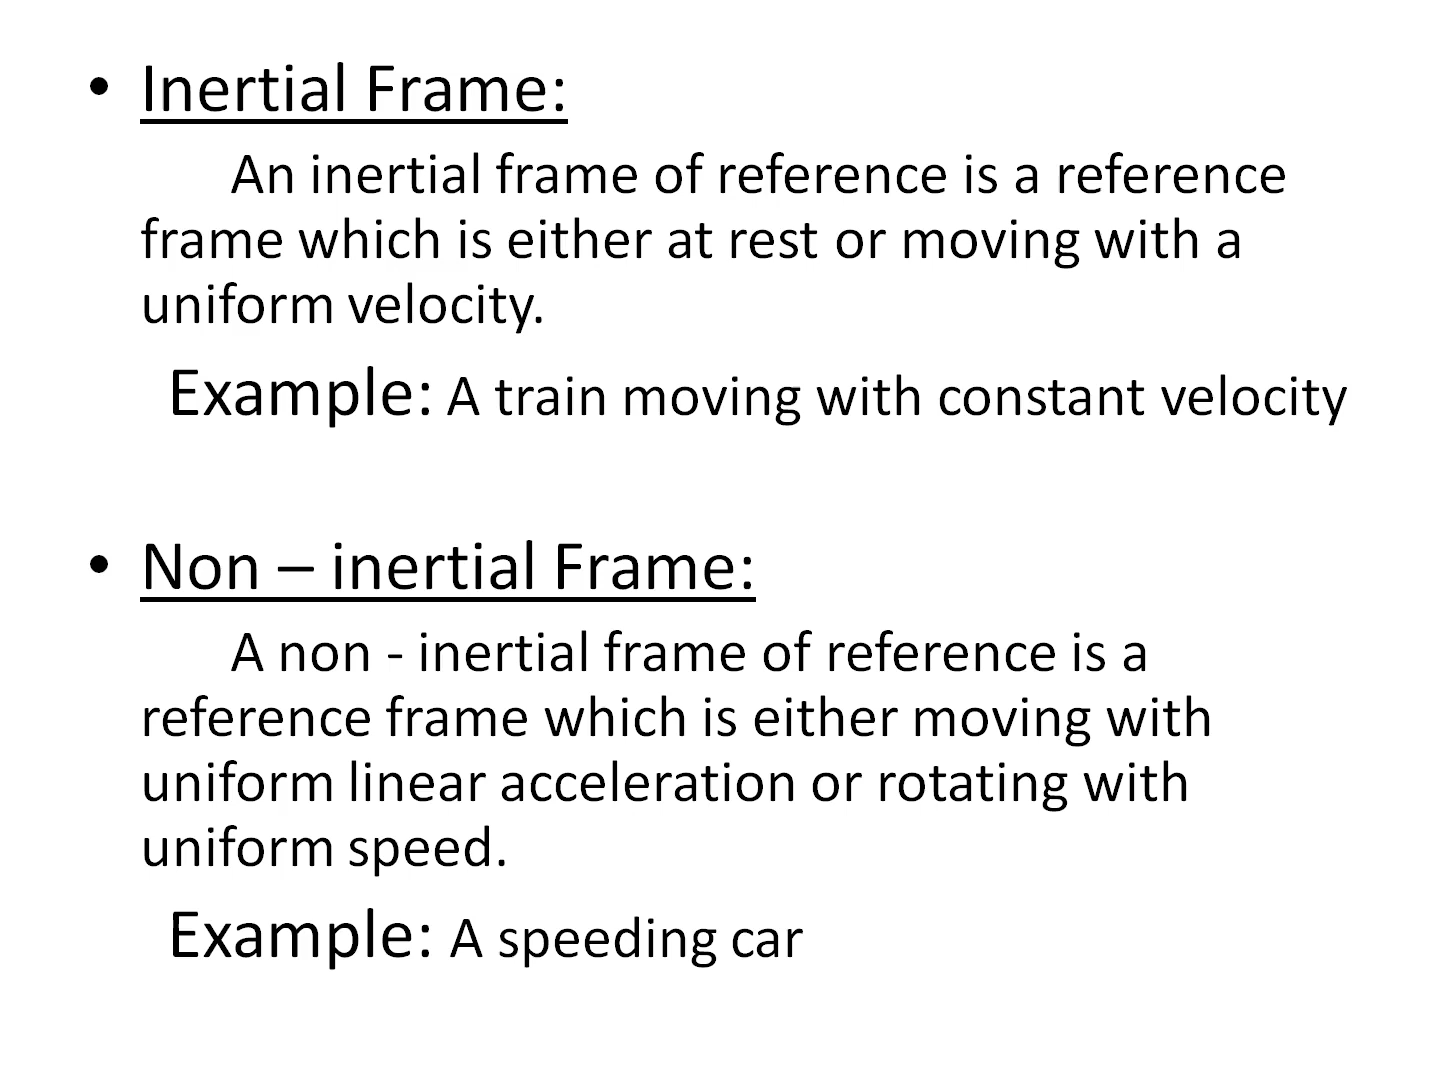 • Inertial Frame:
An inertial frame of reference is a reference
frame which is either at rest or moving with a
uniform velocity.
Example: A train moving with constant velocity
• Non – inertial Frame:
A non - inertial frame of reference is a
reference frame which is either moving with
uniform linear acceleration or rotating with
uniform speed.
Example: A speeding car